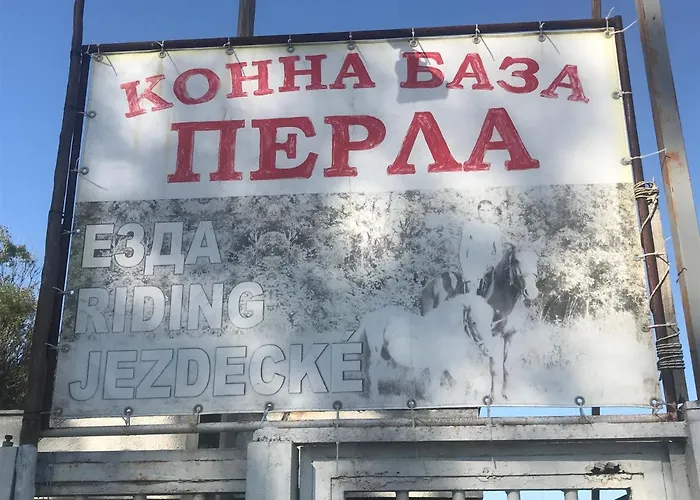 КОННА БАЗА
ПЕРЛА
ЕЗДА
RIDING
JEZDECKÉ